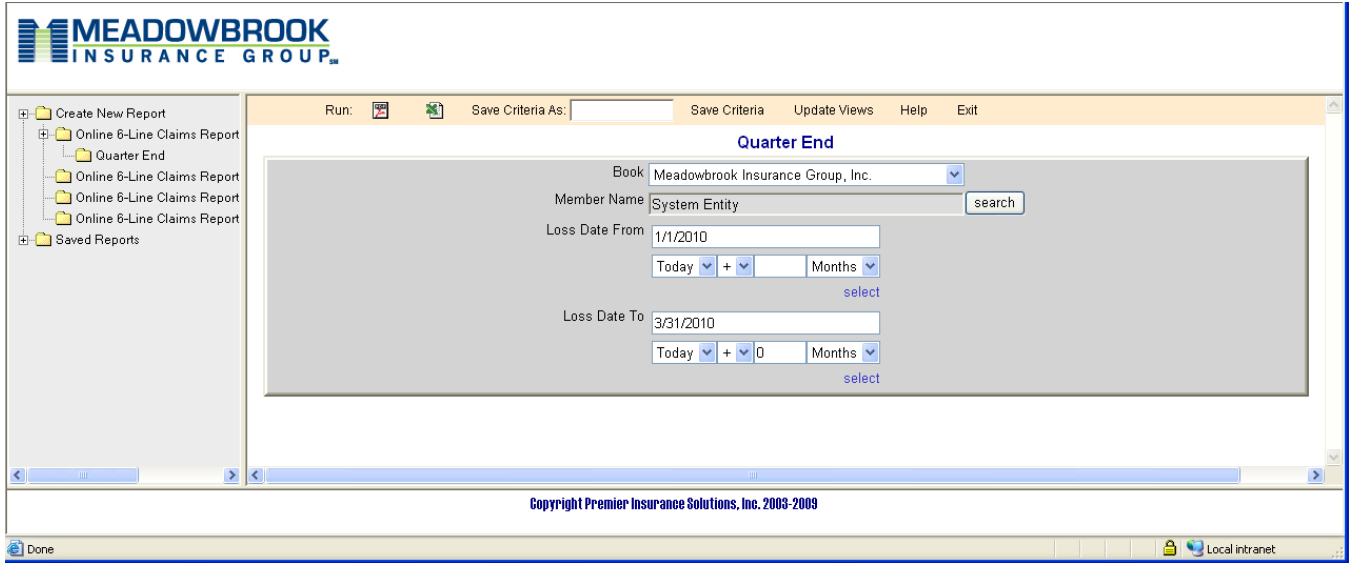 MEADOWBROOK
INSURANCE GROUP SM
Run: Save Criteria As: Save Criteria Update Views Help Exit
Create New Report
Online 6-Line Claims Report
Quarter End
Online 6-Line Claims Report
Online 6-Line Claims Report
Online 6-Line Claims Report
Saved Reports
Quarter End
Book Meadowbrook Insurance Group, Inc.
Member Name System Entity search
Loss Date From 1/1/2010
Today + Months
select
Loss Date To 3/31/2010
Today + 0 Months
select
Copyright Premier Insurance Solutions, Inc. 2003-2009
Done Local intranet